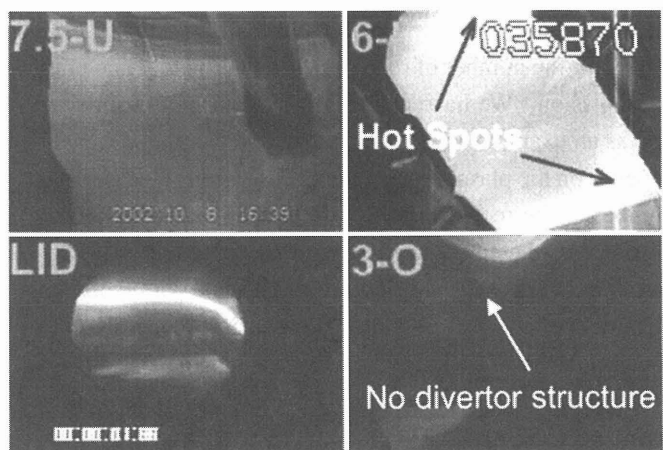 7.5-U
2002 10 8 16:39
6-
035870
Hot Spots
LID
3-O
No divertor structure